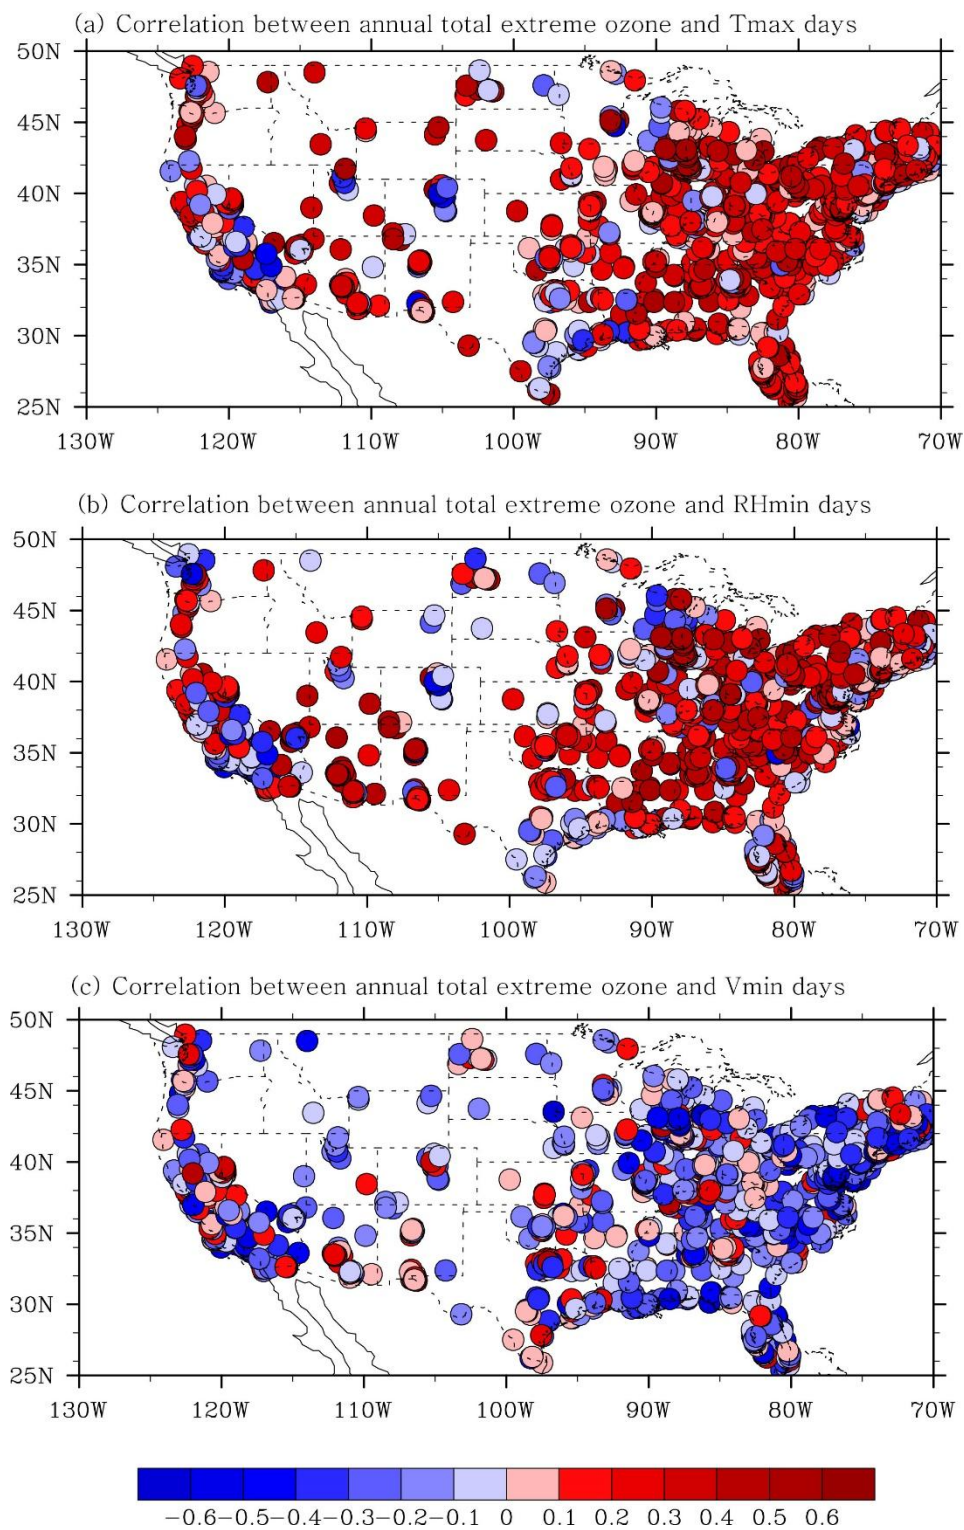 (a) Correlation between annual total extreme ozone and Tmax days
50N
45N
40N
35N
30N
25N
130W 120W 110W 100W 90W 80W 70W
(b) Correlation between annual total extreme ozone and RHmin days
50N
45N
40N
35N
30N
25N
130W 120W 110W 100W 90W 80W 70W
(c) Correlation between annual total extreme ozone and Vmin days
50N
45N
40N
35N
30N
25N
130W 120W 110W 100W 90W 80W 70W
-0.6 -0.5 -0.4 -0.3 -0.2 -0.1 0 0.1 0.2 0.3 0.4 0.5 0.6